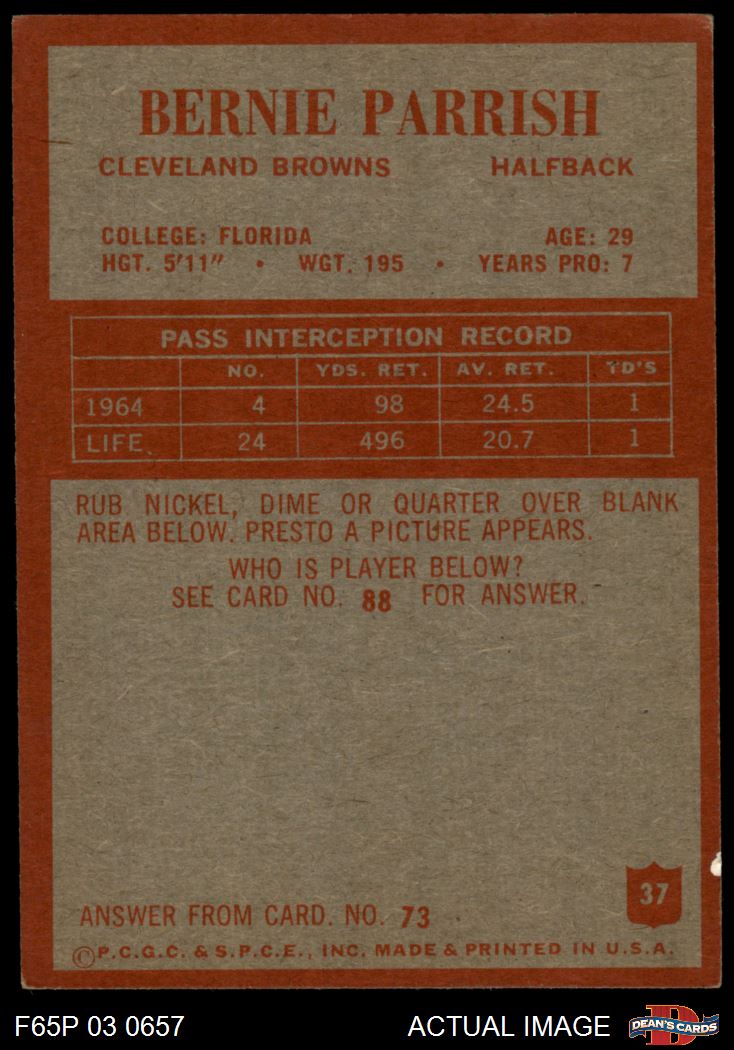 BERNIE PARRISH
CLEVELAND BROWNS HALFBACK
COLLEGE: FLORIDA AGE: 29
HGT. 5'11" • WGT. 195 • YEARS PRO: 7
PASS INTERCEPTION RECORD
NO. YDS. RET. AV. RET. TD'S
1964 4 98 24.5 1
LIFE 24 496 20.7 1
RUB NICKEL, DIME OR QUARTER OVER BLANK
AREA BELOW. PRESTO A PICTURE APPEARS.
WHO IS PLAYER BELOW?
SEE CARD NO. 88 FOR ANSWER.
37
ANSWER FROM CARD. NO. 73
©P.C.G.C. & S.P.C.E., INC. MADE & PRINTED IN U.S.A.
F65P 03 0657 ACTUAL IMAGE
DEAN'S CARDS